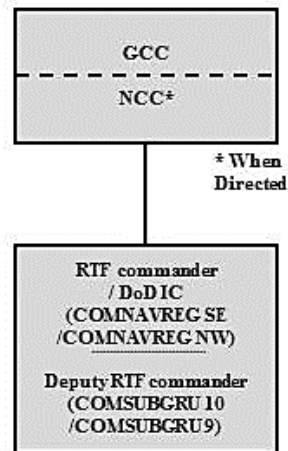 GCC
NCC*
* When
Directed
RTF commander
/ DoD IC
(COMNAVREG SE
/COMNAVREG NW)
Deputy RTF commander
(COMSUBGRU 10
/COMSUBGRU 9)